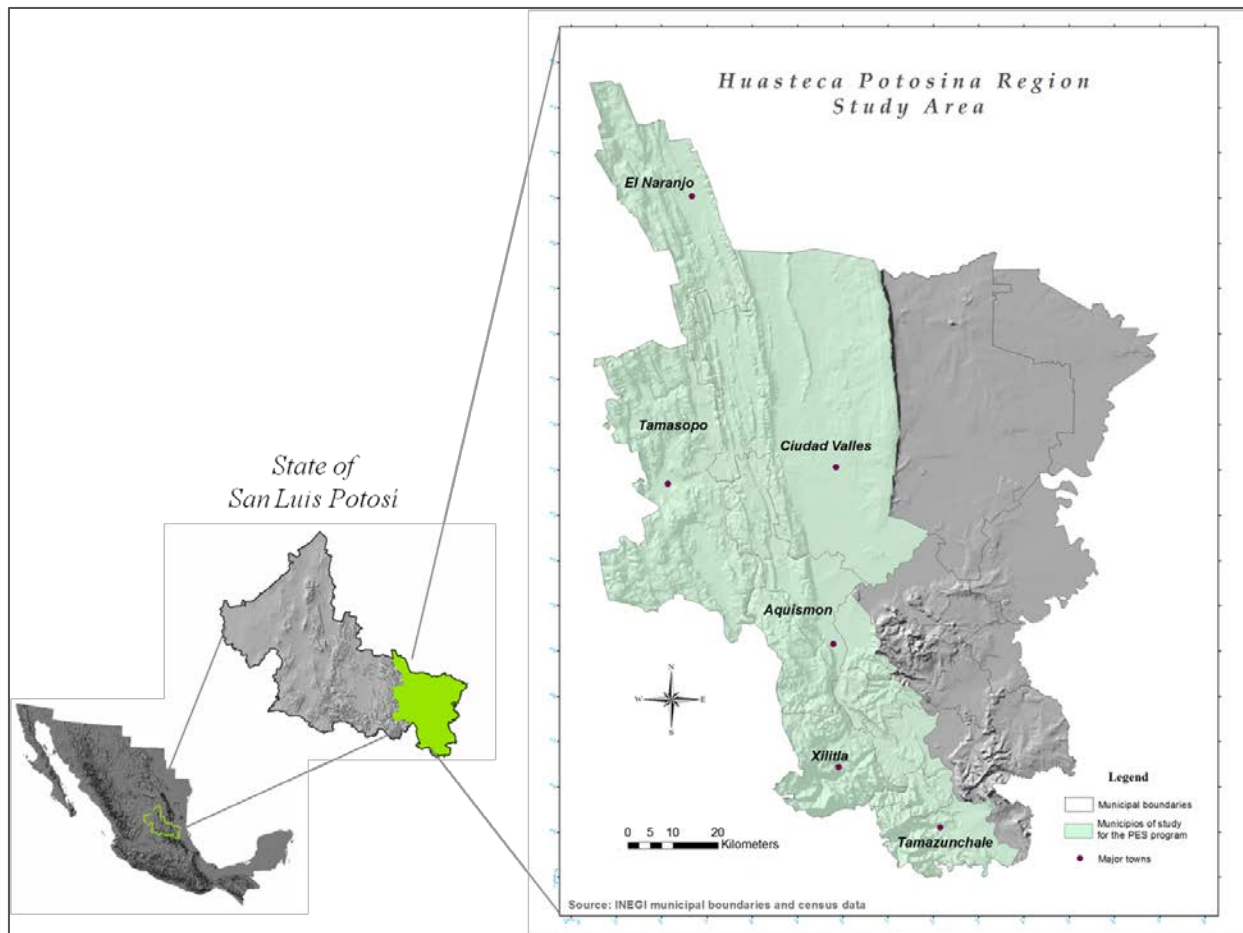 Huasteca Potosina Region
Study Area
El Naranjo
Tamasopo
Ciudad Valles
State of
San Luis Potosí
Aquismon
N
W
E
S
Xilitla
Legend
Municipal boundaries
Municipios of study
for the PES program
Major towns
0 5 10 20
Kilometers
Tamazunchale
Source: INEGI municipal boundaries and census data